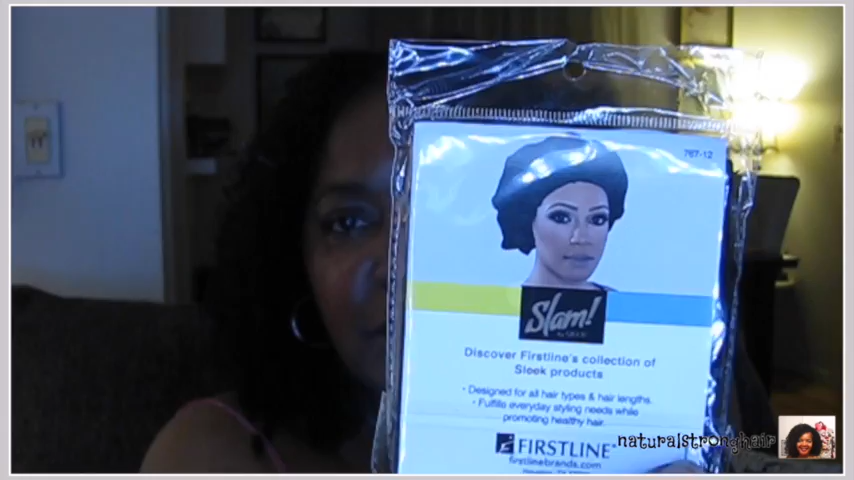 767-12
Slam!
Discover Firstline's collection of
Sleek products
• Designed for all hair types & hair lengths.
• Fulfills everyday styling needs while
promoting healthy hair.
FIRSTLINE
firstlinebrands.com
naturalstronghair